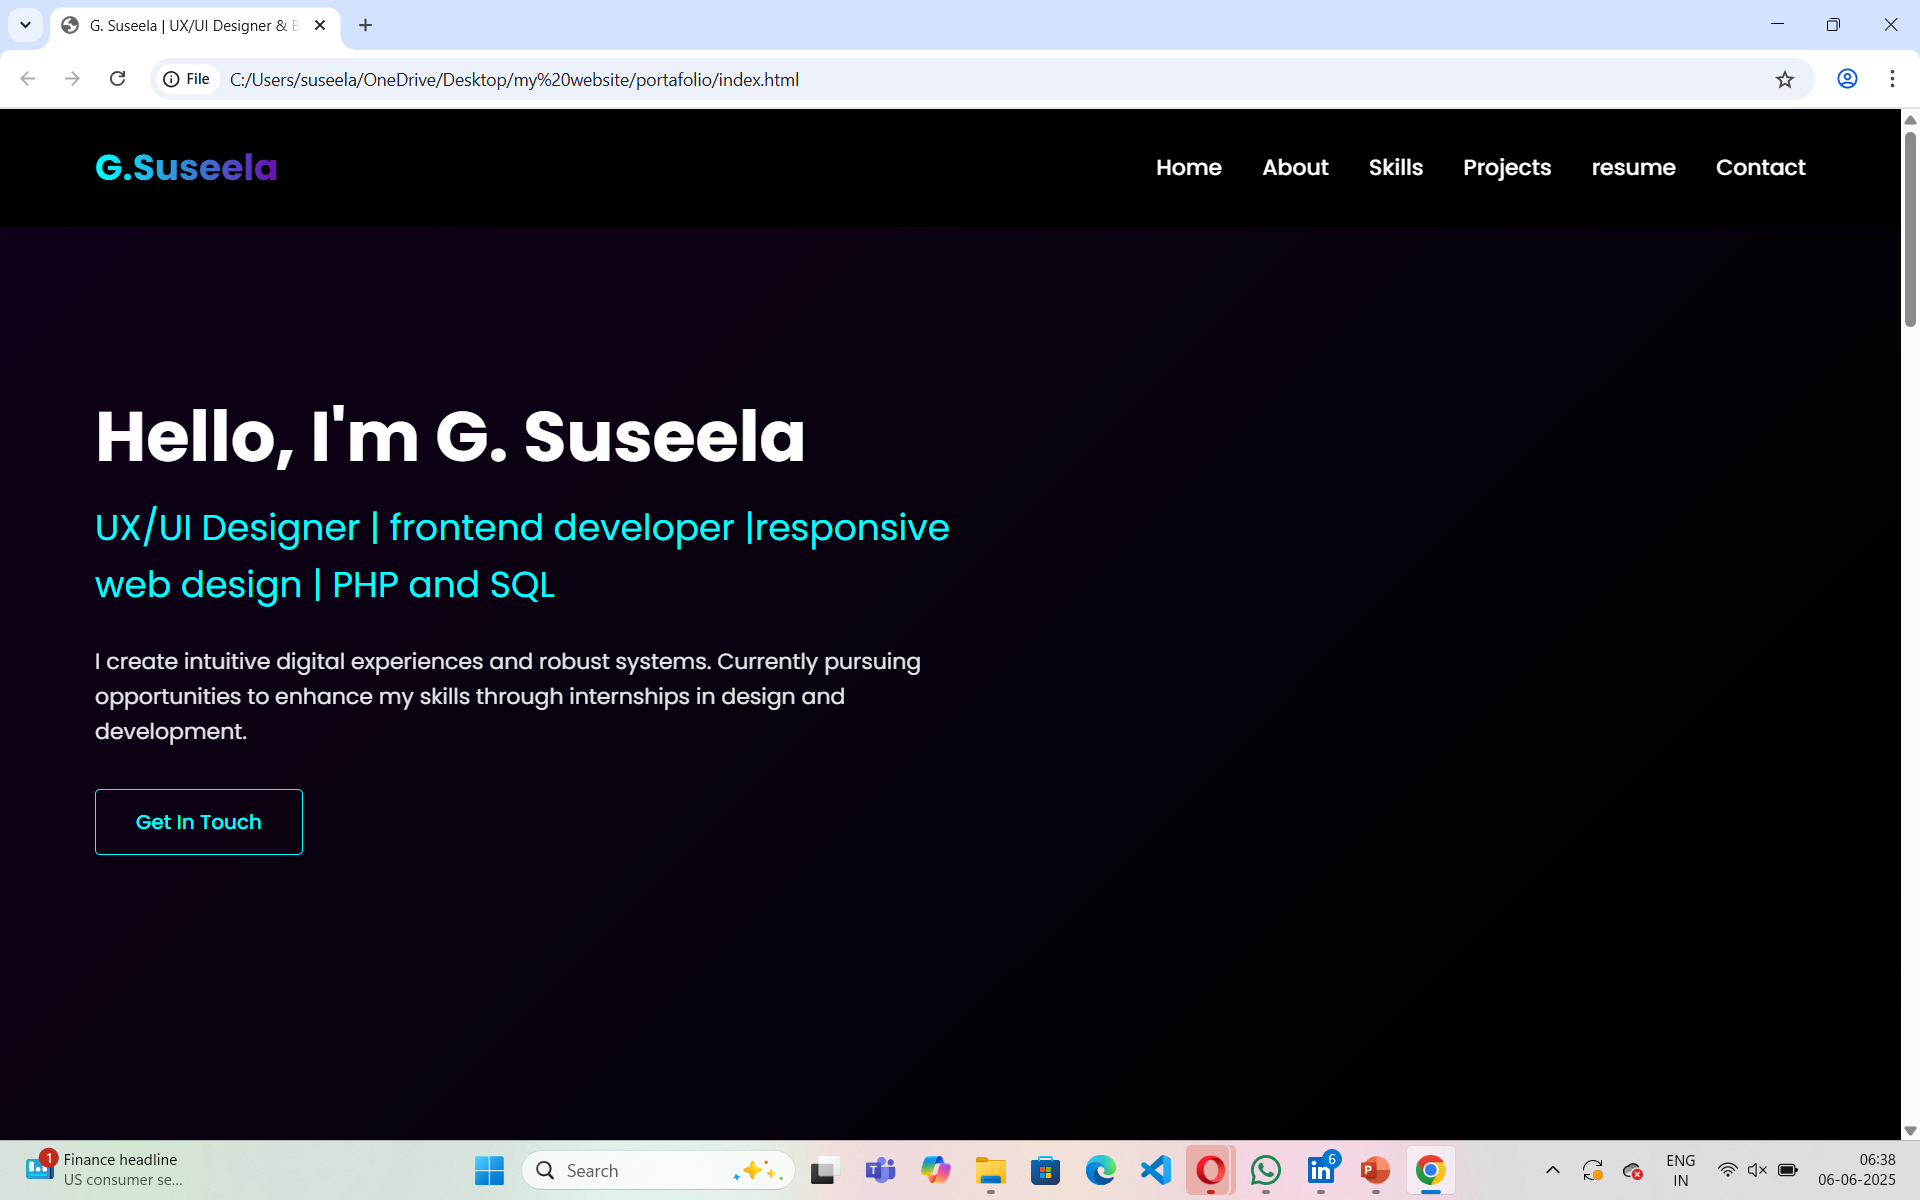 G. Suseela | UX/UI Designer &
File
C:/Users/suseela/OneDrive/Desktop/my%20website/portafolio/index.html
G.Suseela
Home About Skills Projects resume Contact
Hello, I'm G. Suseela
UX/UI Designer | frontend developer |responsive
web design | PHP and SQL
I create intuitive digital experiences and robust systems. Currently pursuing
opportunities to enhance my skills through internships in design and
development.
Get In Touch
1
Finance headline
US consumer se...
Search
6
ENG
IN
06:38
06-06-2025